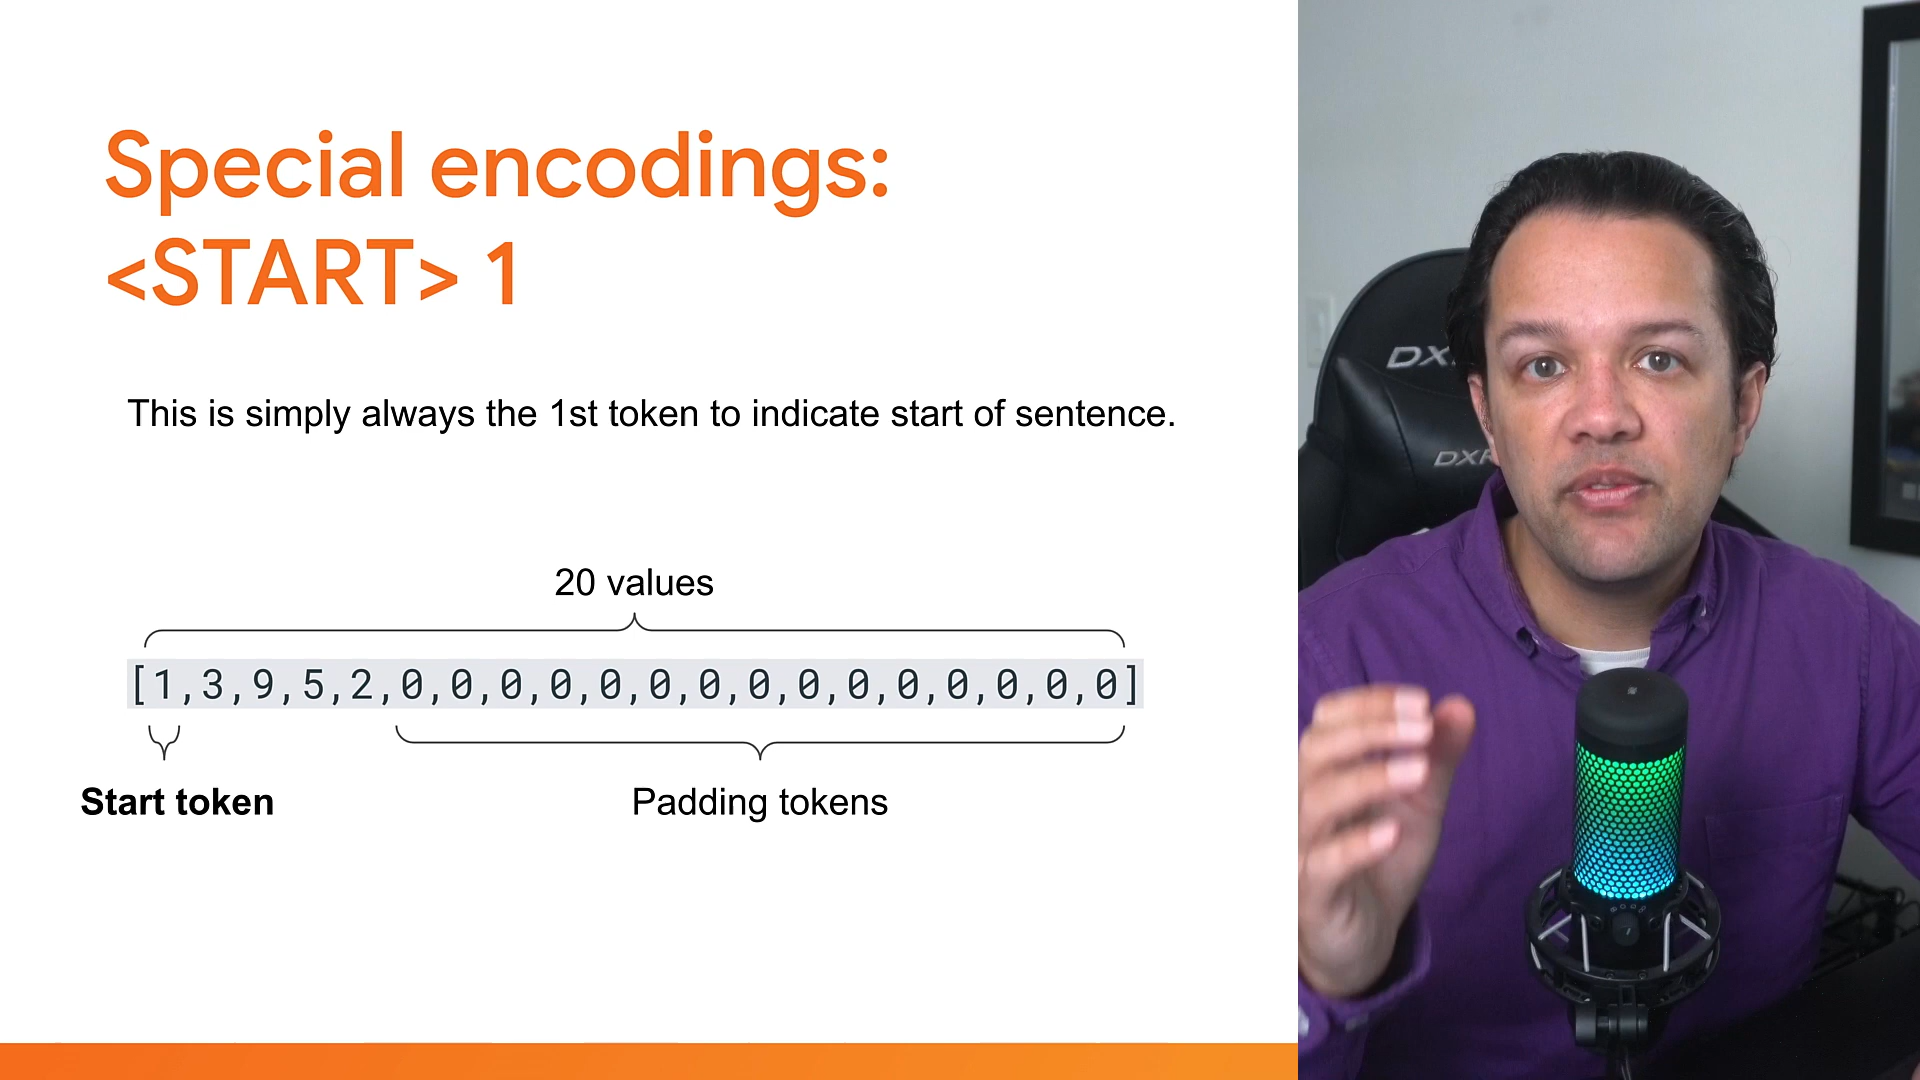 Special encodings:
<START> 1
This is simply always the 1st token to indicate start of sentence.
20 values
[1,3,9,5,2,0,0,0,0,0,0,0,0,0,0,0,0,0,0,0]
Start token
Padding tokens
DX
DXR